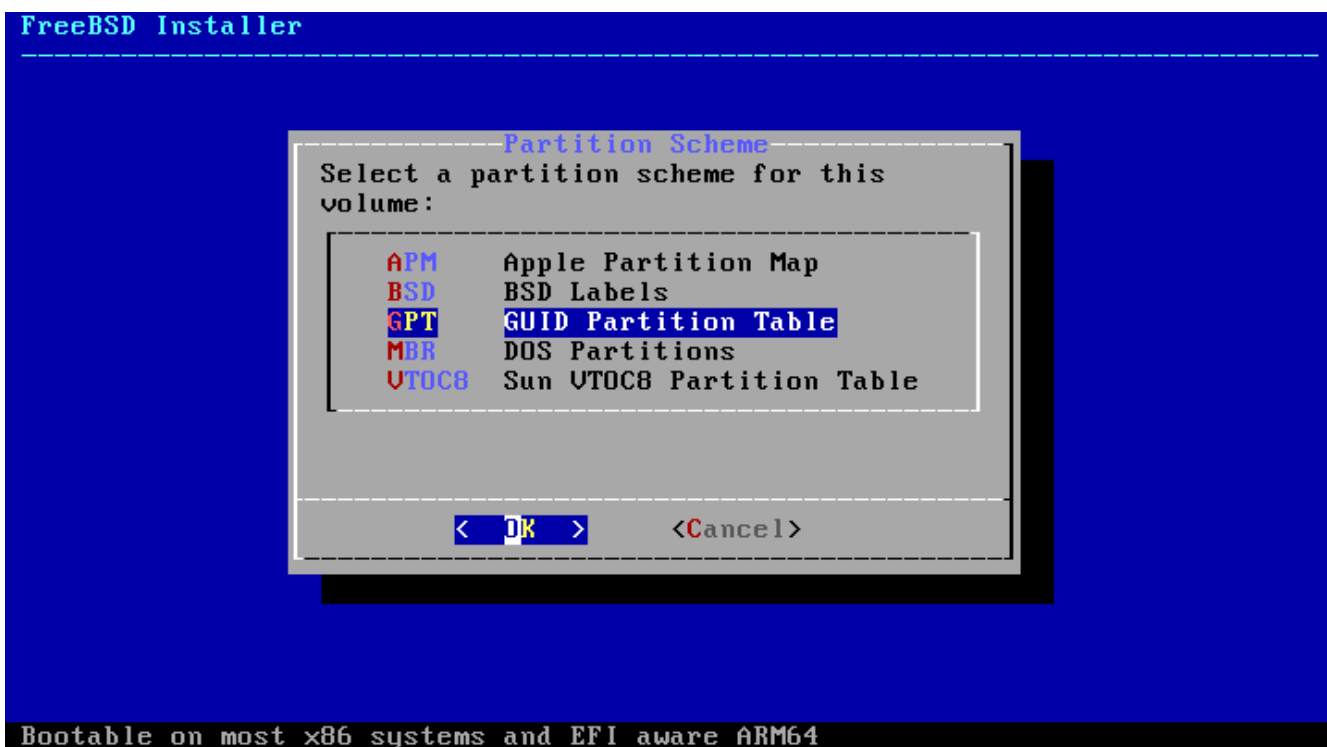 FreeBSD Installer
Partition Scheme
Select a partition scheme for this
volume:
APM Apple Partition Map
BSD BSD Labels
GPT GUID Partition Table
MBR DOS Partitions
VTOC8 Sun VTOC8 Partition Table
< OK > <Cancel>
Bootable on most x86 systems and EFI aware ARM64